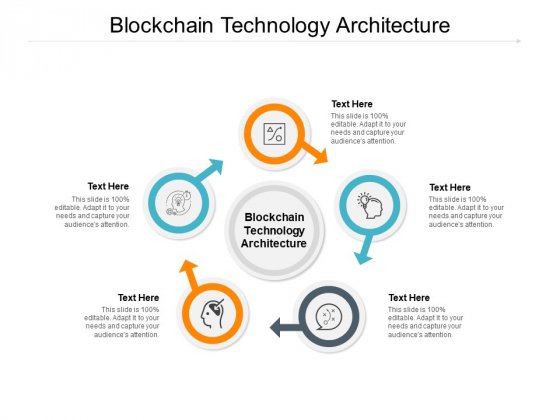 Blockchain Technology Architecture
Text Here
This slide is 100%
editable. Adapt it to your
needs and capture your
audience's attention.
Text Here
This slide is 100%
editable. Adapt it to your
needs and capture your
audience's attention.
Text Here
This slide is 100%
editable. Adapt it to your
needs and capture your
audience's attention.
Blockchain
Technology
Architecture
Text Here
This slide is 100%
editable. Adapt it to your
needs and capture your
audience's attention.
Text Here
This slide is 100%
editable. Adapt it to your
needs and capture your
audience's attention.